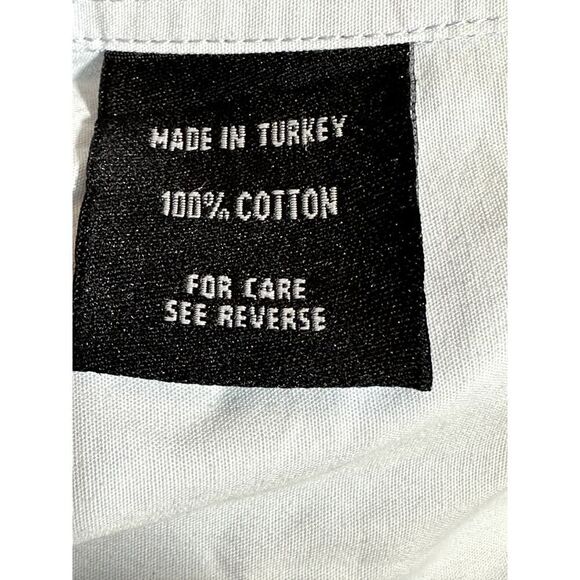 MADE IN TURKEY
100% COTTON
FOR CARE
SEE REVERSE